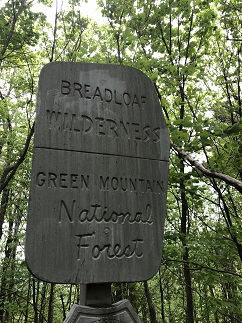 BREADLOAF
WILDERNESS
GREEN MOUNTAIN
National
Forest